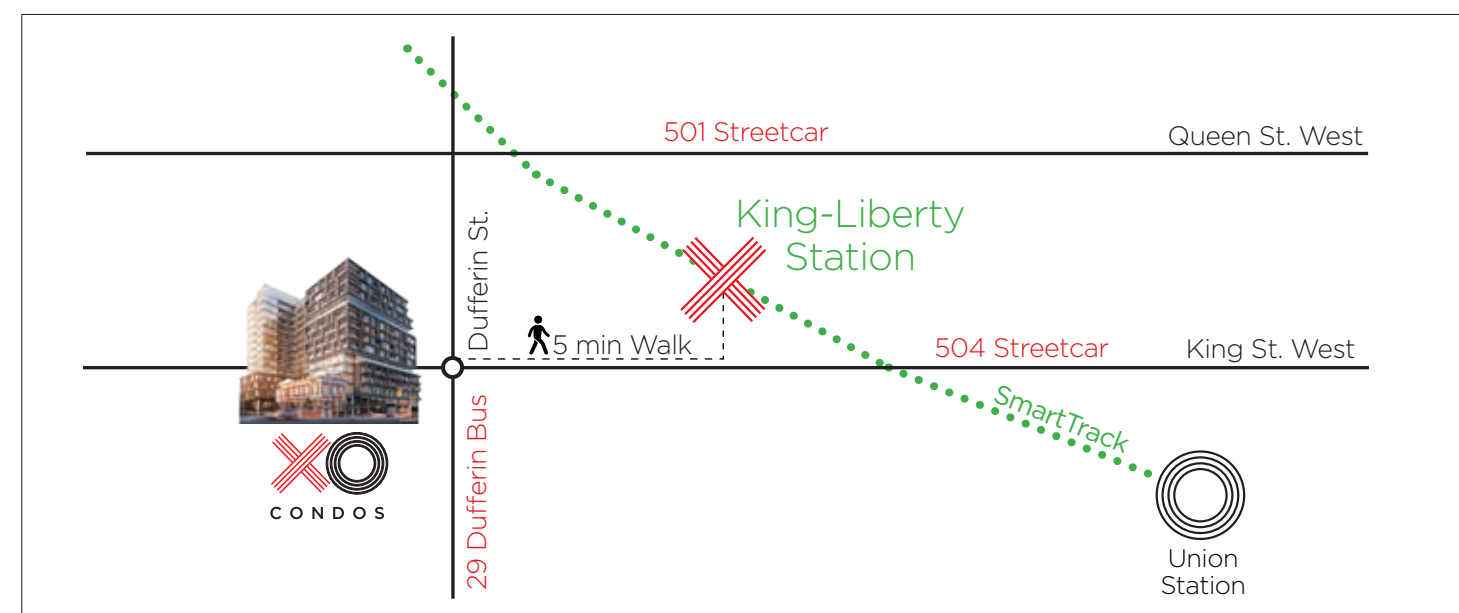 501 Streetcar
Queen St. West
King-Liberty
Station
Dufferin St.
5 min Walk
504 Streetcar
King St. West
SmartTrack
29 Dufferin Bus
XO
CONDOS
Union
Station